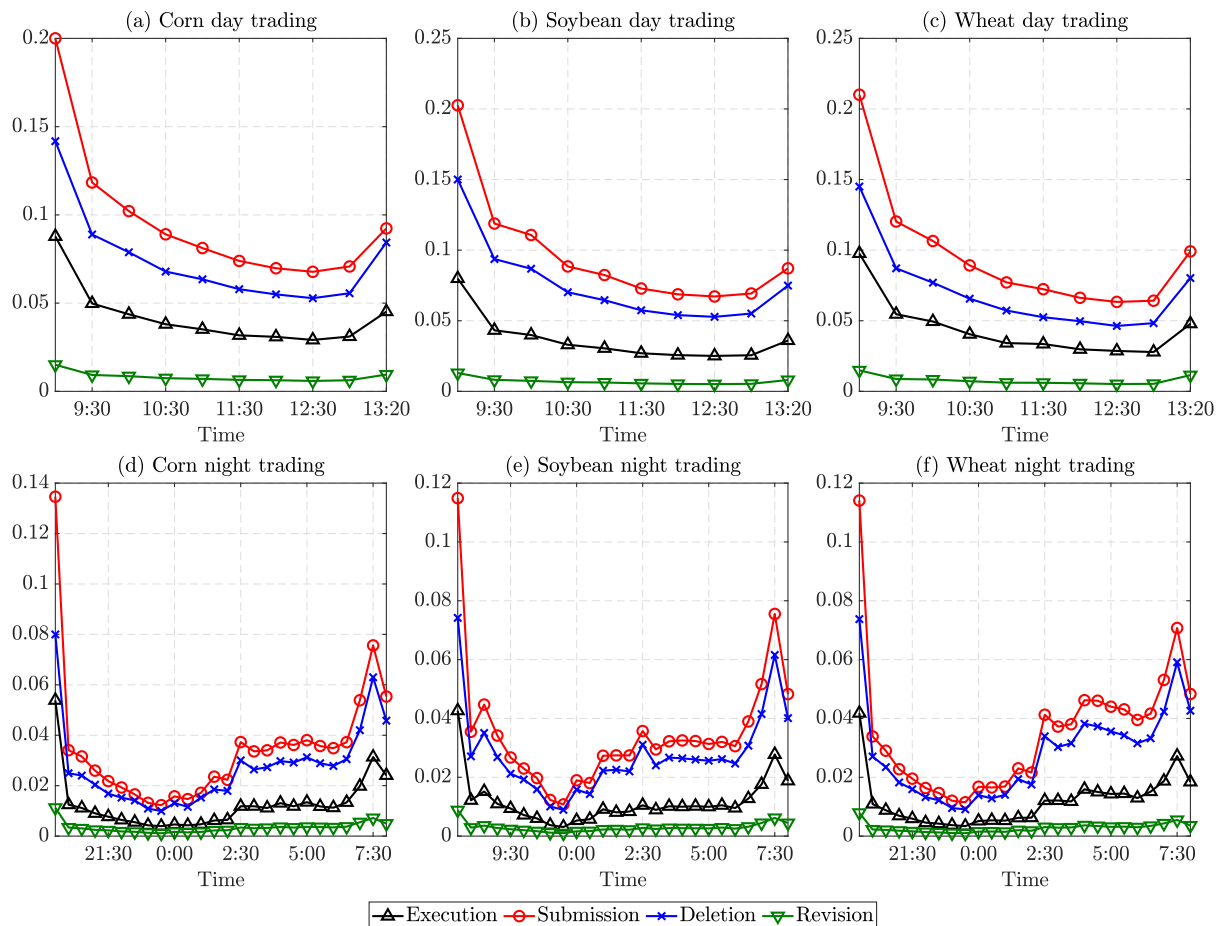 (a) Corn day trading
(b) Soybean day trading
(c) Wheat day trading
0.2
0.15
0.1
0.05
0
9:30 10:30 11:30 12:30 13:20
Time
0.25
0.2
0.15
0.1
0.05
0
9:30 10:30 11:30 12:30 13:20
Time
0.25
0.2
0.15
0.1
0.05
0
9:30 10:30 11:30 12:30 13:20
Time
(d) Corn night trading
(e) Soybean night trading
(f) Wheat night trading
0.14
0.12
0.1
0.08
0.06
0.04
0.02
0
21:30 0:00 2:30 5:00 7:30
Time
0.12
0.1
0.08
0.06
0.04
0.02
0
9:30 0:00 2:30 5:00 7:30
Time
0.12
0.1
0.08
0.06
0.04
0.02
0
21:30 0:00 2:30 5:00 7:30
Time
Execution Submission Deletion Revision